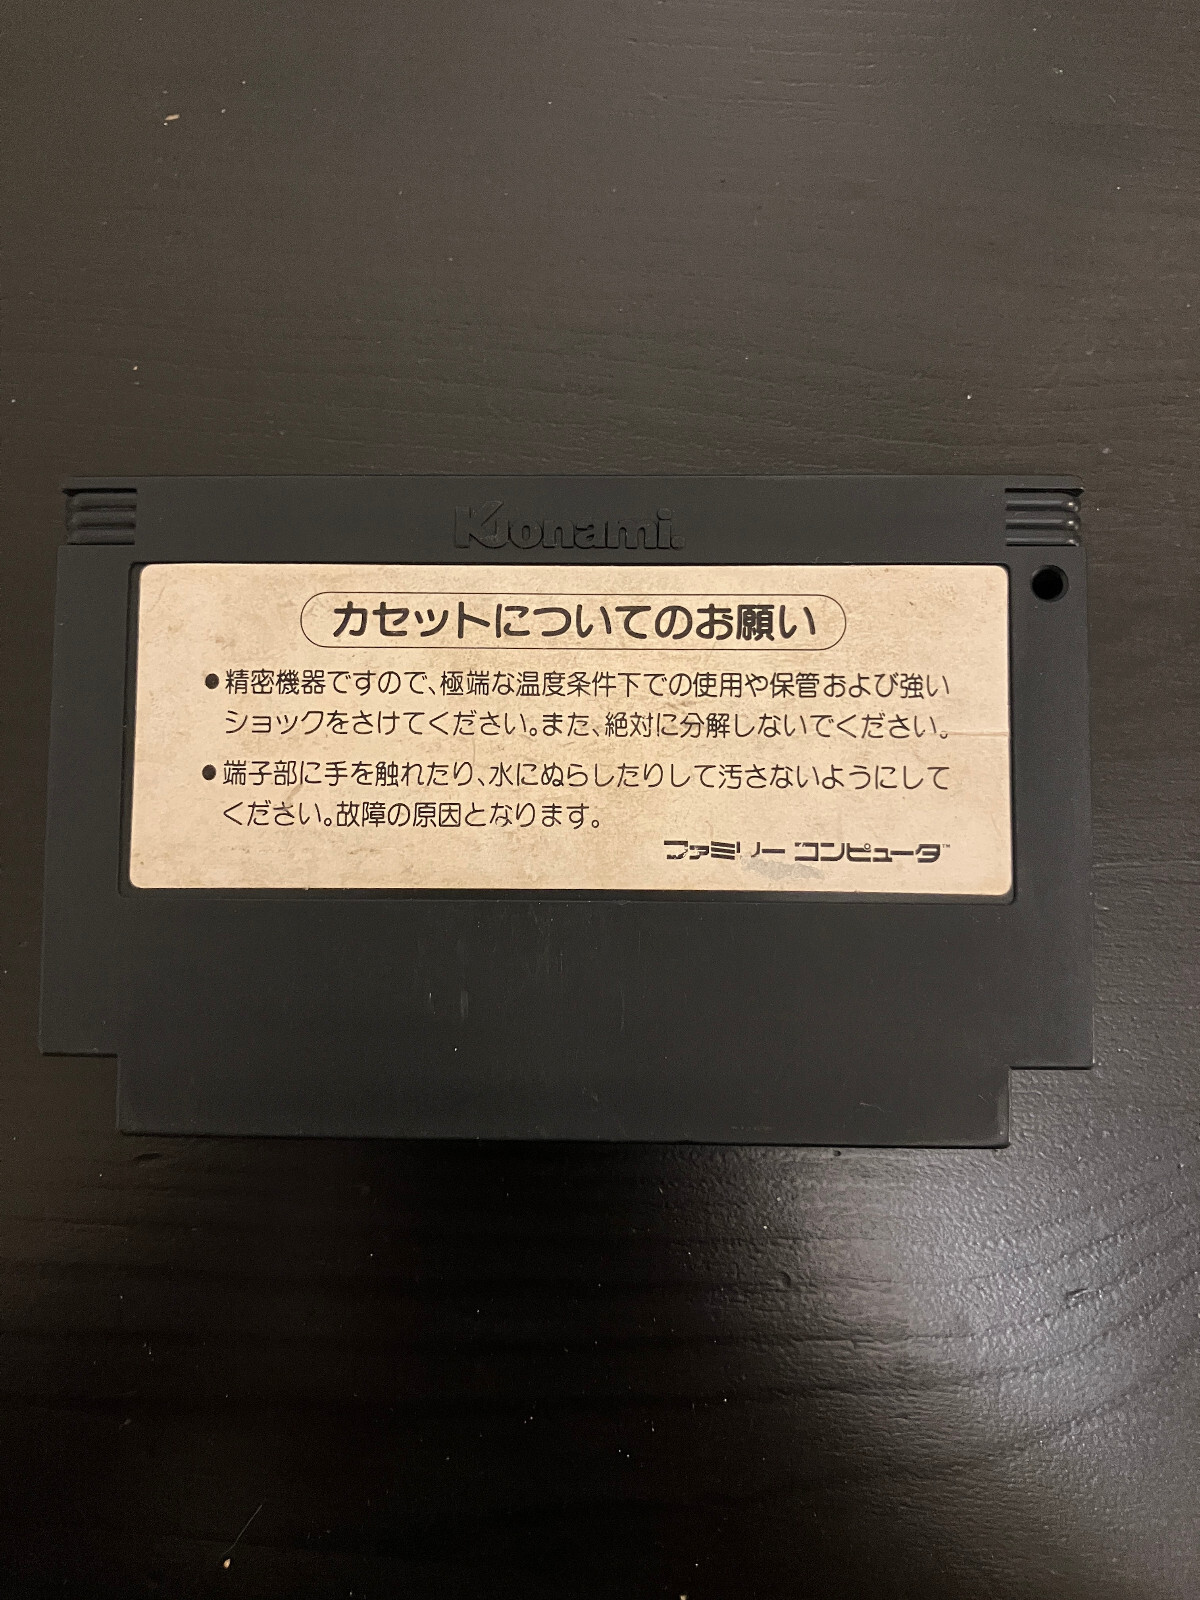 Konami.
カセットについてのお願い
●精密機器ですので、極端な温度条件下での使用や保管および強い
ショックをさけてください。また、絶対に分解しないでください。
●端子部に手を触れたり、水にぬらしたりして汚さないようにして
ください。故障の原因となります。
ファミリー コンピュータ™